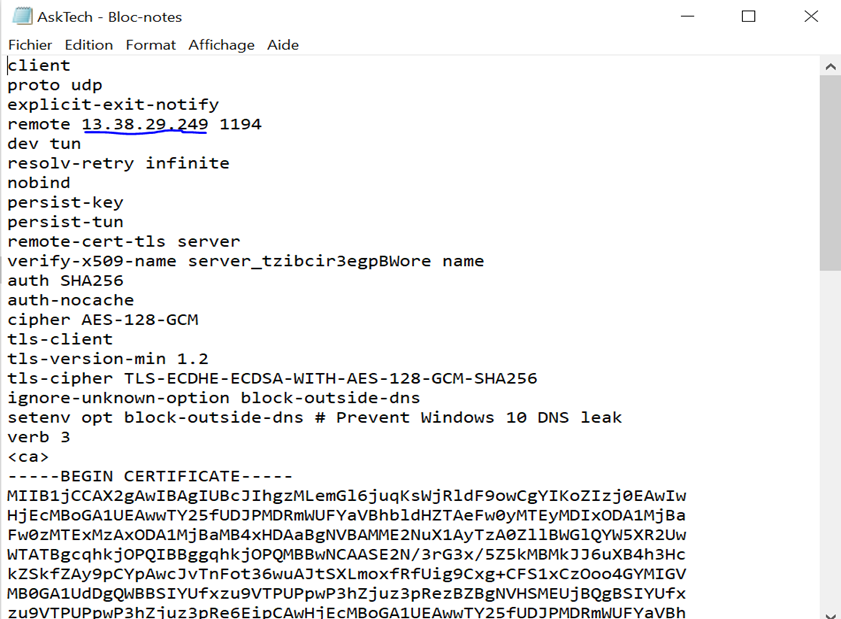 AskTech - Bloc-notes
Fichier Edition Format Affichage Aide
client
proto udp
explicit-exit-notify
remote 13.38.29.249 1194
dev tun
resolv-retry infinite
nobind
persist-key
persist-tun
remote-cert-tls server
verify-x509-name server_tzibcir3egpBWore name
auth SHA256
auth-nocache
cipher AES-128-GCM
tls-client
tls-version-min 1.2
tls-cipher TLS-ECDHE-ECDSA-WITH-AES-128-GCM-SHA256
ignore-unknown-option block-outside-dns
setenv opt block-outside-dns # Prevent Windows 10 DNS leak
verb 3
<ca>
-----BEGIN CERTIFICATE-----
MIIB1jCCAX2gAwIBAgIUBcJIhgzMLemGl6juqKsWjRldF9owCgYIKoZIzj0EAwIw
HjEcMBoGA1UEAwwTY25fUDJPMDRmWUFYaVBhbldHZTAeFw0yMTEyMDIxODA1MjBa
Fw0zMTExMzAxODA1MjBaMB4xHDAaBgNVBAMME2NuX1AyTzA0ZllBWGlQYW5XR2Uw
WTATBgcqhkjOPQIBBggqhkjOPQMBBwNCAASE2N/3rG3x/5Z5kMBMkJJ6uXB4h3Hc
kZSkfZAy9pCYpAwcJvTnFot36wuAJtSXLmoxfRfUig9Cxg+CFS1xCzOoo4GYMIGV
MB0GA1UdDgQWBBSIYUfxzu9VTPUPpwP3hZjuz3pRezBZBgNVHSMEUjBQgBSIYUfx
zu9VTPUPpwP3hZjuz3pRe6EipCAwHjEcMBoGA1UEAwwTY25fUDJPMDRmWUFYaVBh